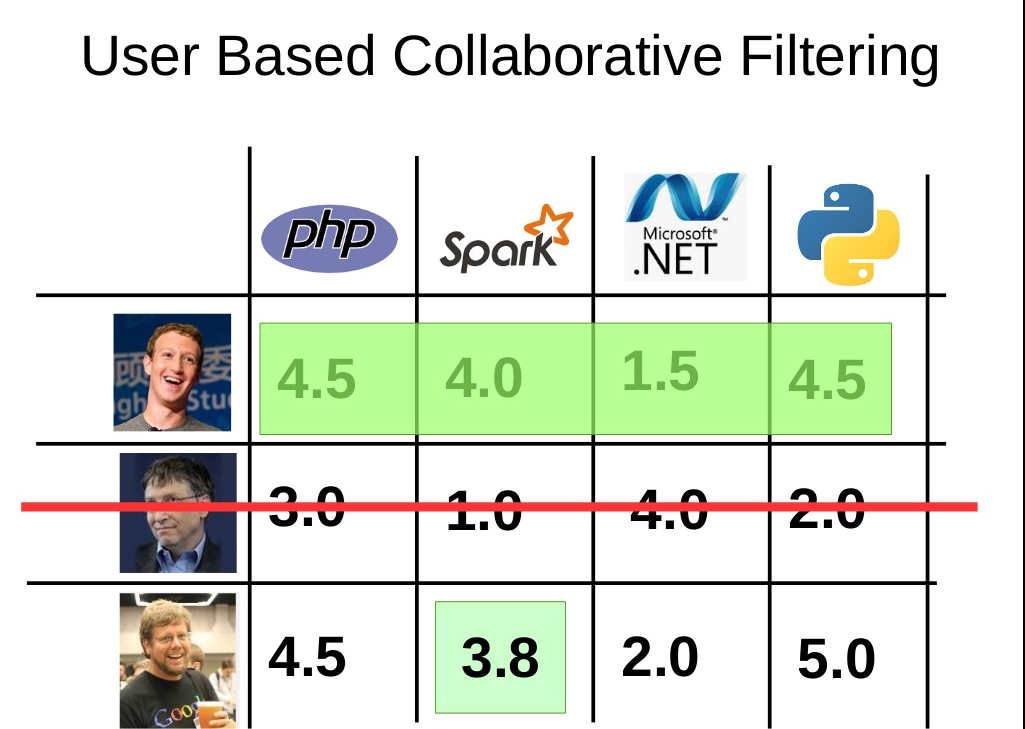 User Based Collaborative Filtering
php
Spark
Microsoft®
.NET
™
4.5 4.0 1.5 4.5
3.0 1.0 4.0 2.0
4.5 3.8 2.0 5.0